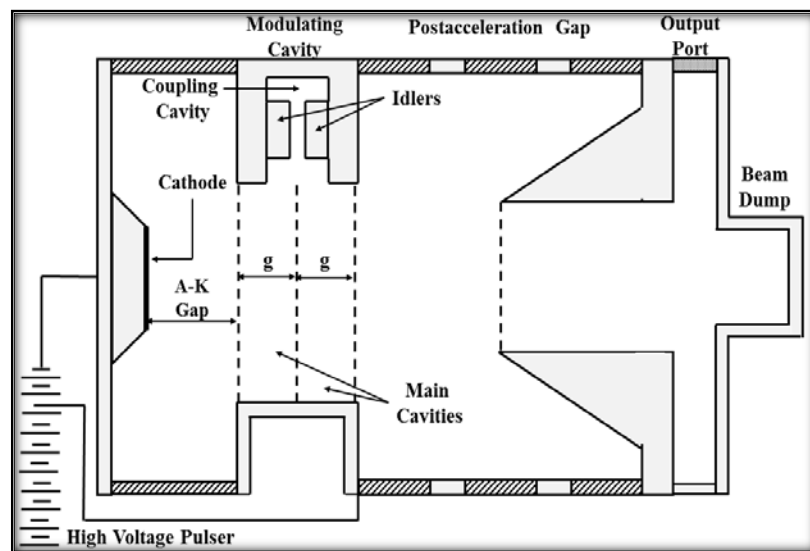 Modulating
Cavity
Postacceleration Gap
Output
Port
Coupling
Cavity
Idlers
Cathode
Beam
Dump
g
g
A-K
Gap
Main
Cavities
High Voltage Pulser